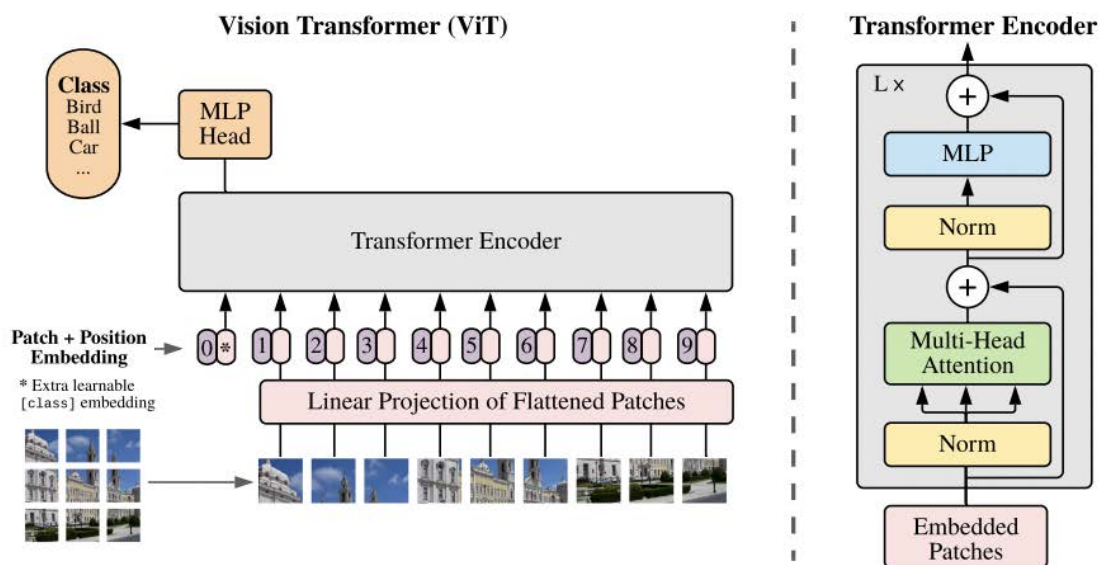 Vision Transformer (ViT)
Class
Bird
Ball
Car
...
MLP
Head
Transformer Encoder
Patch + Position
Embedding
0 * 1 2 3 4 5 6 7 8 9
* Extra learnable
[class] embedding
Linear Projection of Flattened Patches
Transformer Encoder
L x
+
MLP
Norm
+
Multi-Head
Attention
Norm
Embedded
Patches